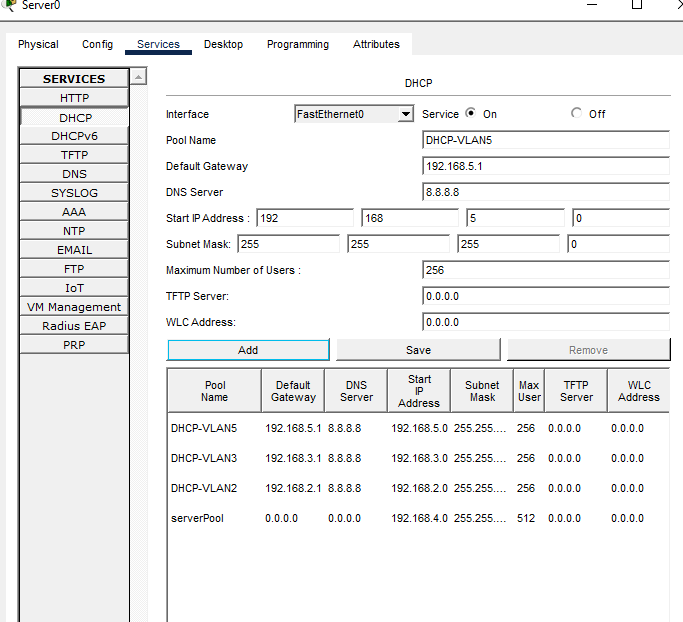 Server0
Physical Config Services Desktop Programming Attributes
SERVICES
HTTP
DHCP
DHCPv6
TFTP
DNS
SYSLOG
AAA
NTP
EMAIL
FTP
IoT
VM Management
Radius EAP
PRP
DHCP
Interface FastEthernet0 Service On Off
Pool Name DHCP-VLAN5
Default Gateway 192.168.5.1
DNS Server 8.8.8.8
Start IP Address : 192 168 5 0
Subnet Mask: 255 255 255 0
Maximum Number of Users : 256
TFTP Server: 0.0.0.0
WLC Address: 0.0.0.0
Add Save Remove
Pool Name Default Gateway DNS Server Start IP Address Subnet Mask Max User TFTP Server WLC Address
DHCP-VLAN5 192.168.5.1 8.8.8.8 192.168.5.0 255.255.... 256 0.0.0.0 0.0.0.0
DHCP-VLAN3 192.168.3.1 8.8.8.8 192.168.3.0 255.255.... 256 0.0.0.0 0.0.0.0
DHCP-VLAN2 192.168.2.1 8.8.8.8 192.168.2.0 255.255.... 256 0.0.0.0 0.0.0.0
serverPool 0.0.0.0 0.0.0.0 192.168.4.0 255.255.... 512 0.0.0.0 0.0.0.0